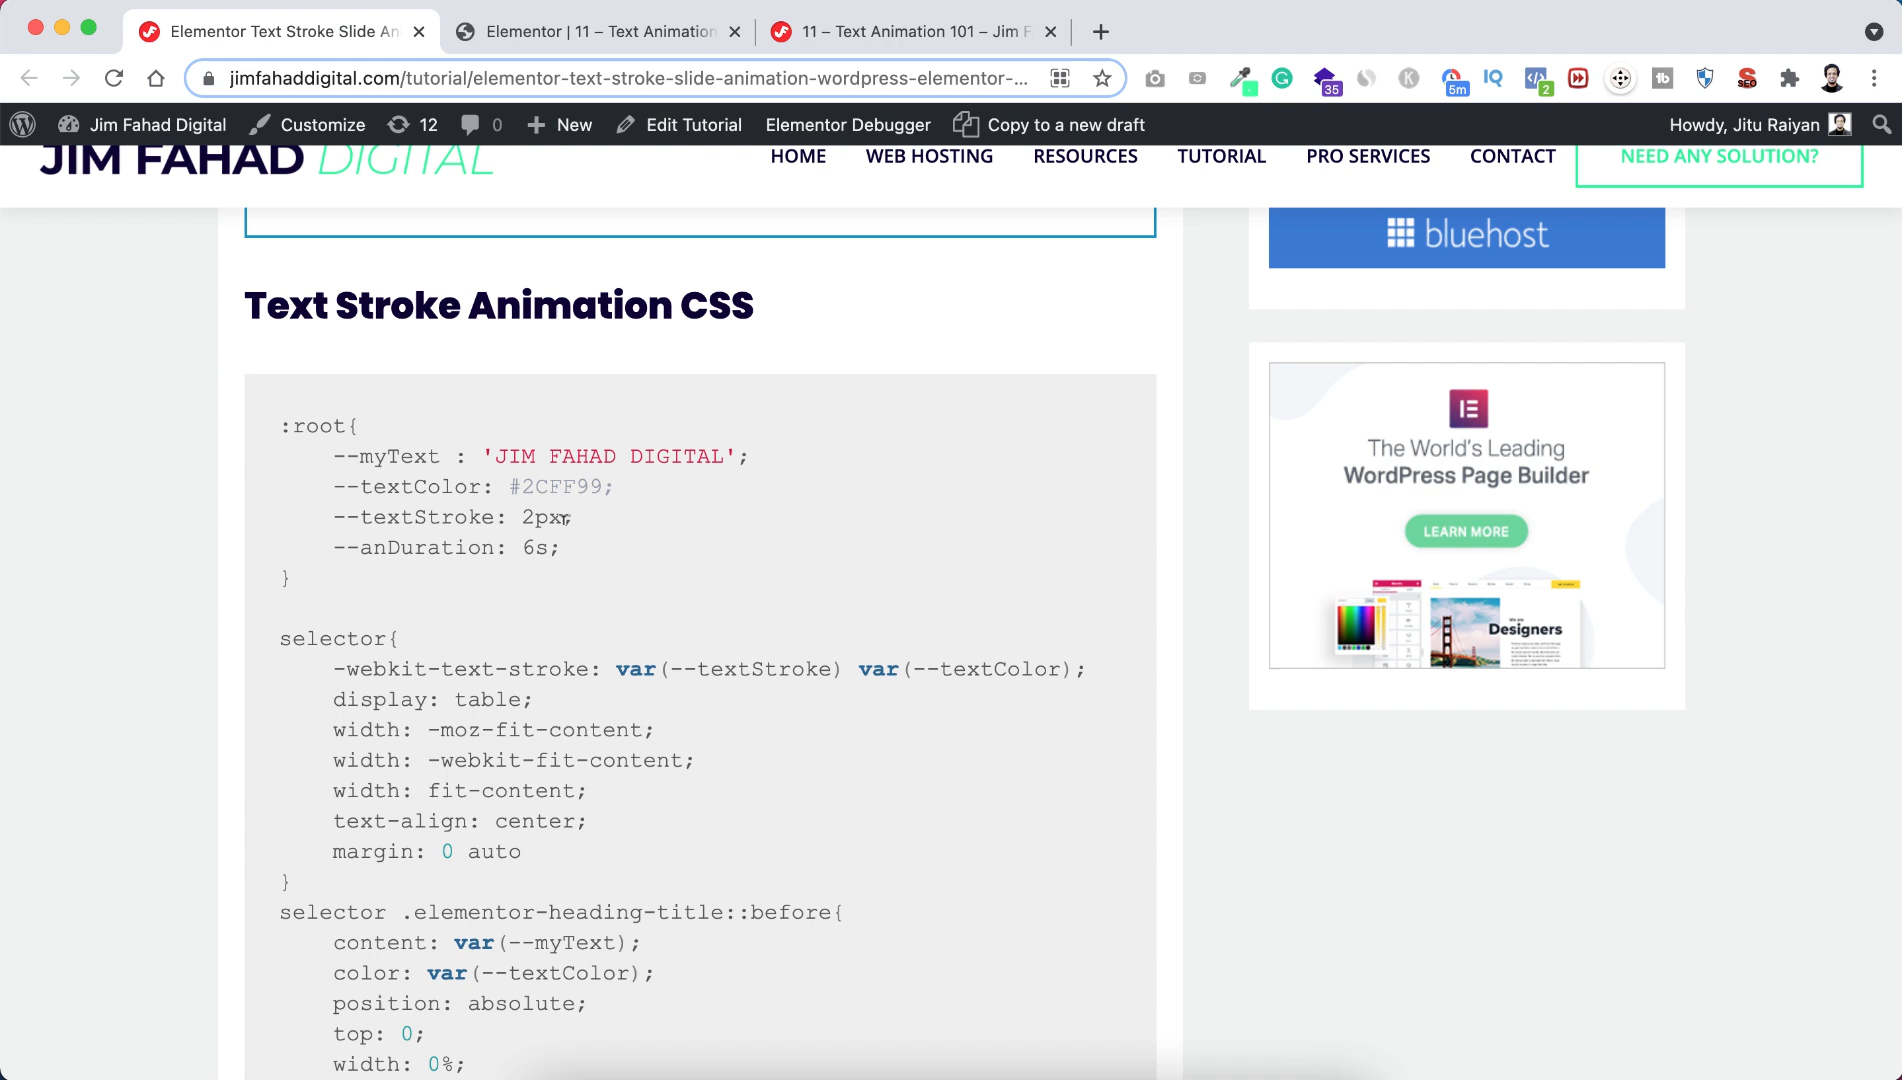 Elementor Text Stroke Slide An
Elementor | 11 – Text Animation
11 – Text Animation 101 – Jim F
jimfahaddigital.com/tutorial/elementor-text-stroke-slide-animation-wordpress-elementor-...
35
5m
IQ
2
SEO
Jim Fahad Digital
Customize
12
0
New
Edit Tutorial
Elementor Debugger
Copy to a new draft
Howdy, Jitu Raiyan
JIM FAHAD DIGITAL
HOME
WEB HOSTING
RESOURCES
TUTORIAL
PRO SERVICES
CONTACT
NEED ANY SOLUTION?
bluehost
Text Stroke Animation CSS
:root{
--myText : 'JIM FAHAD DIGITAL';
--textColor: #2CFF99;
--textStroke: 2px;
--anDuration: 6s;
}
selector{
-webkit-text-stroke: var(--textStroke) var(--textColor);
display: table;
width: -moz-fit-content;
width: -webkit-fit-content;
width: fit-content;
text-align: center;
margin: 0 auto
}
selector .elementor-heading-title::before{
content: var(--myText);
color: var(--textColor);
position: absolute;
top: 0;
width: 0%;
The World's Leading
WordPress Page Builder
LEARN MORE
Designers